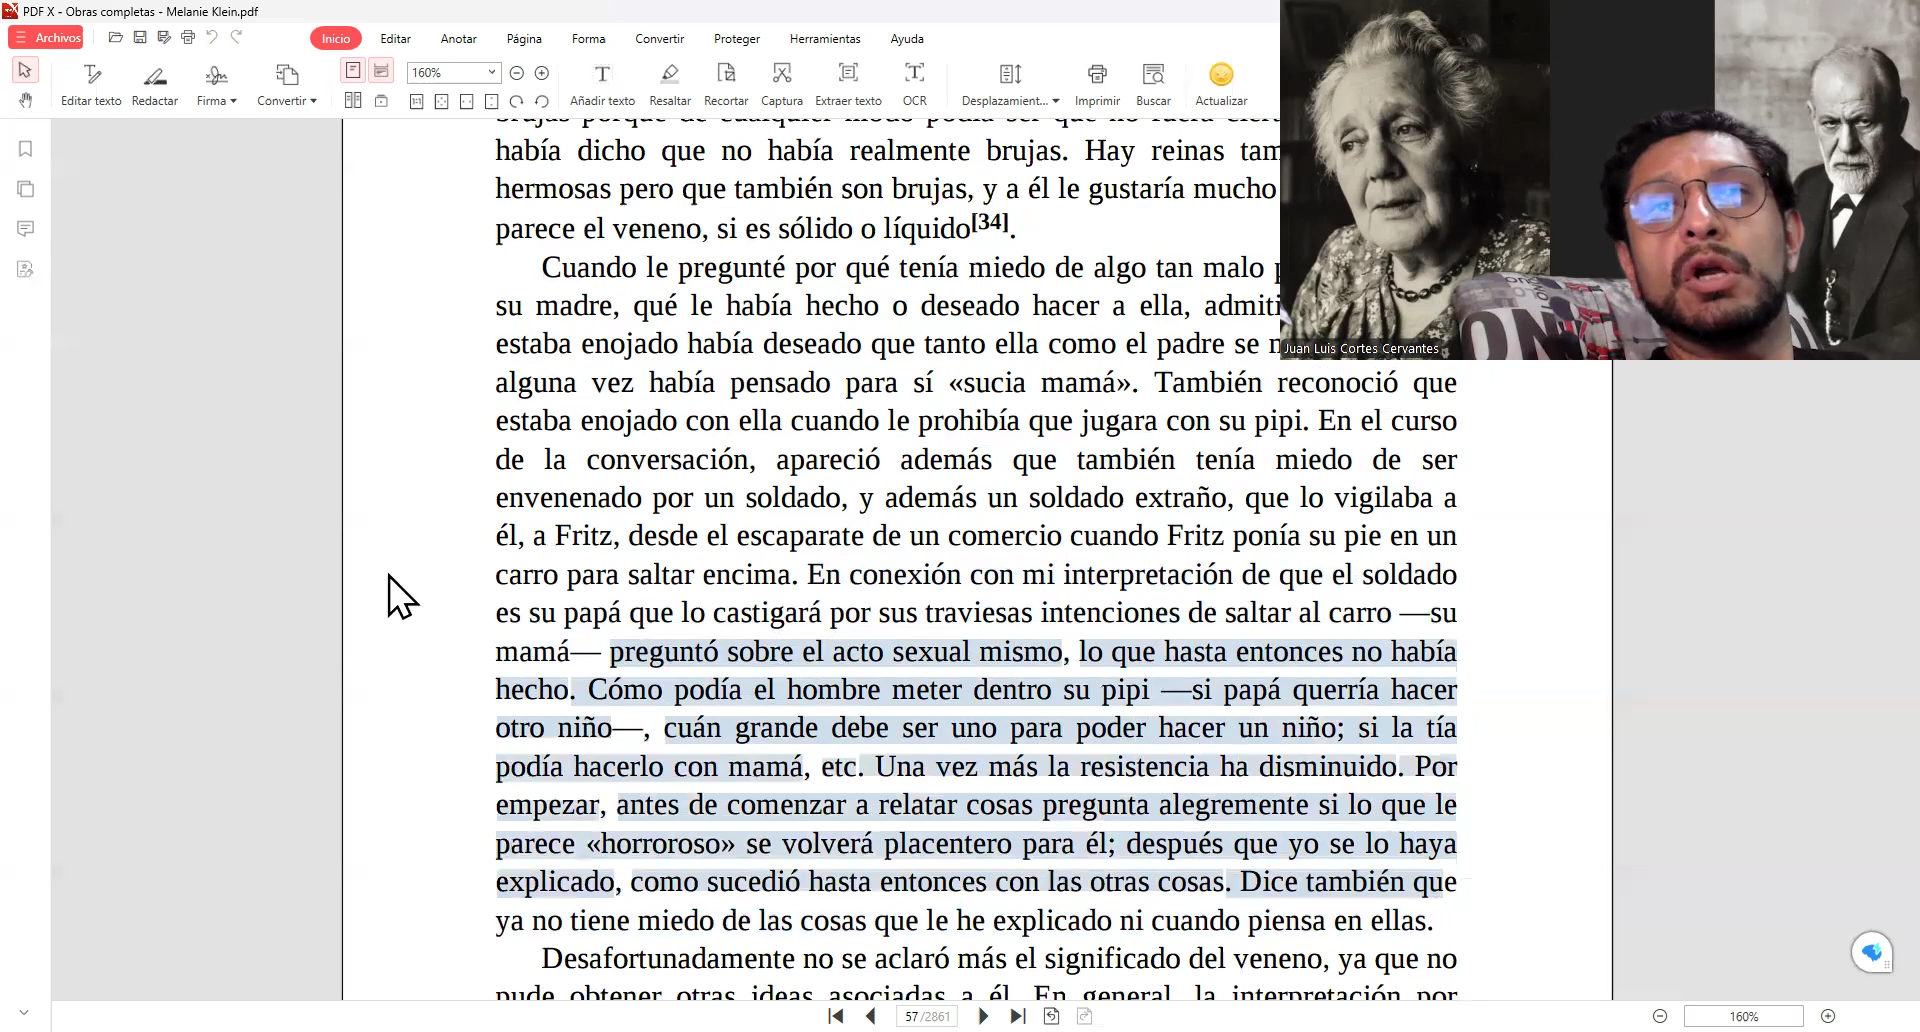 PDF X - Obras completas - Melanie Klein.pdf
Archivos
Inicio
Editar
Anotar
Página
Forma
Convertir
Proteger
Herramientas
Ayuda
160%
Editar texto
Redactar
Firma
Convertir
Añadir texto
Resaltar
Recortar
Captura
Extraer texto
OCR
Desplazamient...
Imprimir
Buscar
Actualizar
había dicho que no había realmente brujas. Hay reinas
hermosas pero que también son brujas, y a él le gustaría mucho
parece el veneno, si es sólido o líquido[34].
Cuando le pregunté por qué tenía miedo de algo tan malo
su madre, qué le había hecho o deseado hacer a ella,
estaba enojado había deseado que tanto ella como el padre se
alguna vez había pensado para sí «sucia mamá». También reconoció que
estaba enojado con ella cuando le prohibía que jugara con su pipi. En el curso
de la conversación, apareció además que también tenía miedo de ser
envenenado por un soldado, y además un soldado extraño, que lo vigilaba a
él, a Fritz, desde el escaparate de un comercio cuando Fritz ponía su pie en un
carro para saltar encima. En conexión con mi interpretación de que el soldado
es su papá que lo castigará por sus traviesas intenciones de saltar al carro —su
mamá— preguntó sobre el acto sexual mismo, lo que hasta entonces no había
hecho. Cómo podía el hombre meter dentro su pipi —si papá querría hacer
otro niño—, cuán grande debe ser uno para poder hacer un niño; si la tía
podía hacerlo con mamá, etc. Una vez más la resistencia ha disminuido. Por
empezar, antes de comenzar a relatar cosas pregunta alegremente si lo que le
parece «horroroso» se volverá placentero para él; después que yo se lo haya
explicado, como sucedió hasta entonces con las otras cosas. Dice también que
ya no tiene miedo de las cosas que le he explicado ni cuando piensa en ellas.
Desafortunadamente no se aclaró más el significado del veneno, ya que no
pude obtener otras ideas asociadas a él. En general, la interpretación por
Juan Luis Cortes Cervantes
57 /2861
160%